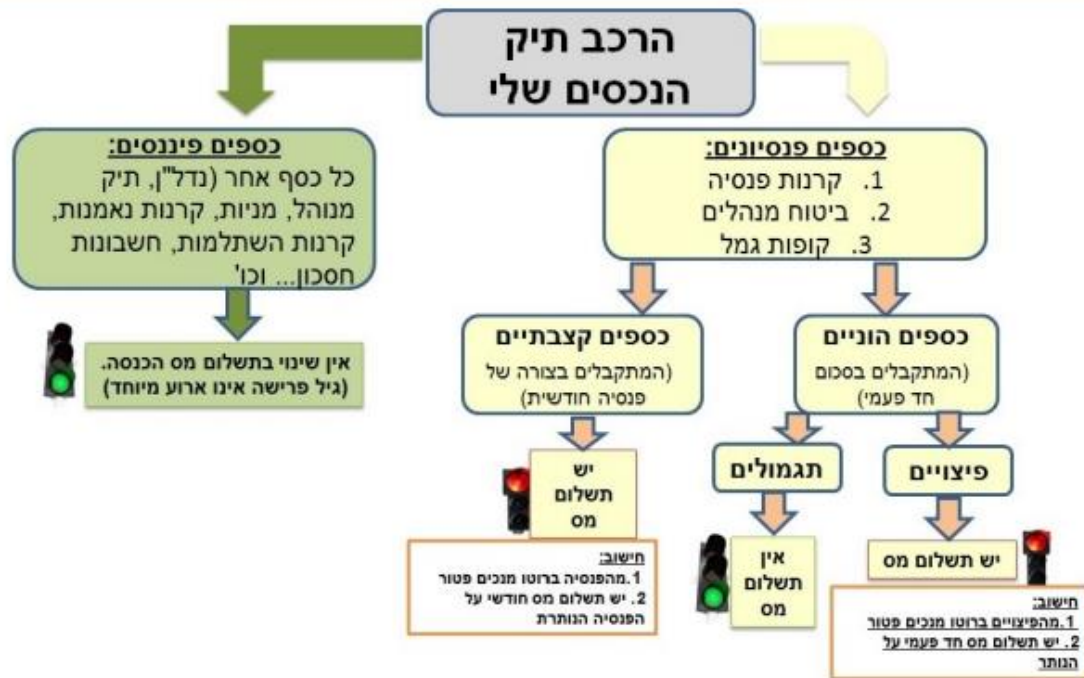 הרכב תיק
הנכסים שלי
כספים פנסיונים:
1. קרנות פנסיה
2. ביטוח מנהלים
3. קופות גמל
כספים פיננסים:
כל כסף אחר (נדל"ן, תיק
מנוהל, מניות, קרנות נאמנות,
קרנות השתלמות, חשבונות
חסכון... וכו'
כספים הוניים
(המתקבלים בסכום
חד פעמי)
כספים קצבתיים
(המתקבלים בצורה של
פנסיה חודשית)
אין שינוי בתשלום מס הכנסה.
(גיל פרישה אינו ארוע מיוחד)
פיצויים
תגמולים
יש
תשלום
מס
יש תשלום מס
אין
תשלום
מס
חישוב:
1.מהפיצויים ברוטו מנכים פטור
2. יש תשלום מס חד פעמי על
הנותר
חישוב:
1.מהפנסיה ברוטו מנכים פטור
2. יש תשלום מס חודשי על
הפנסיה הנותרת